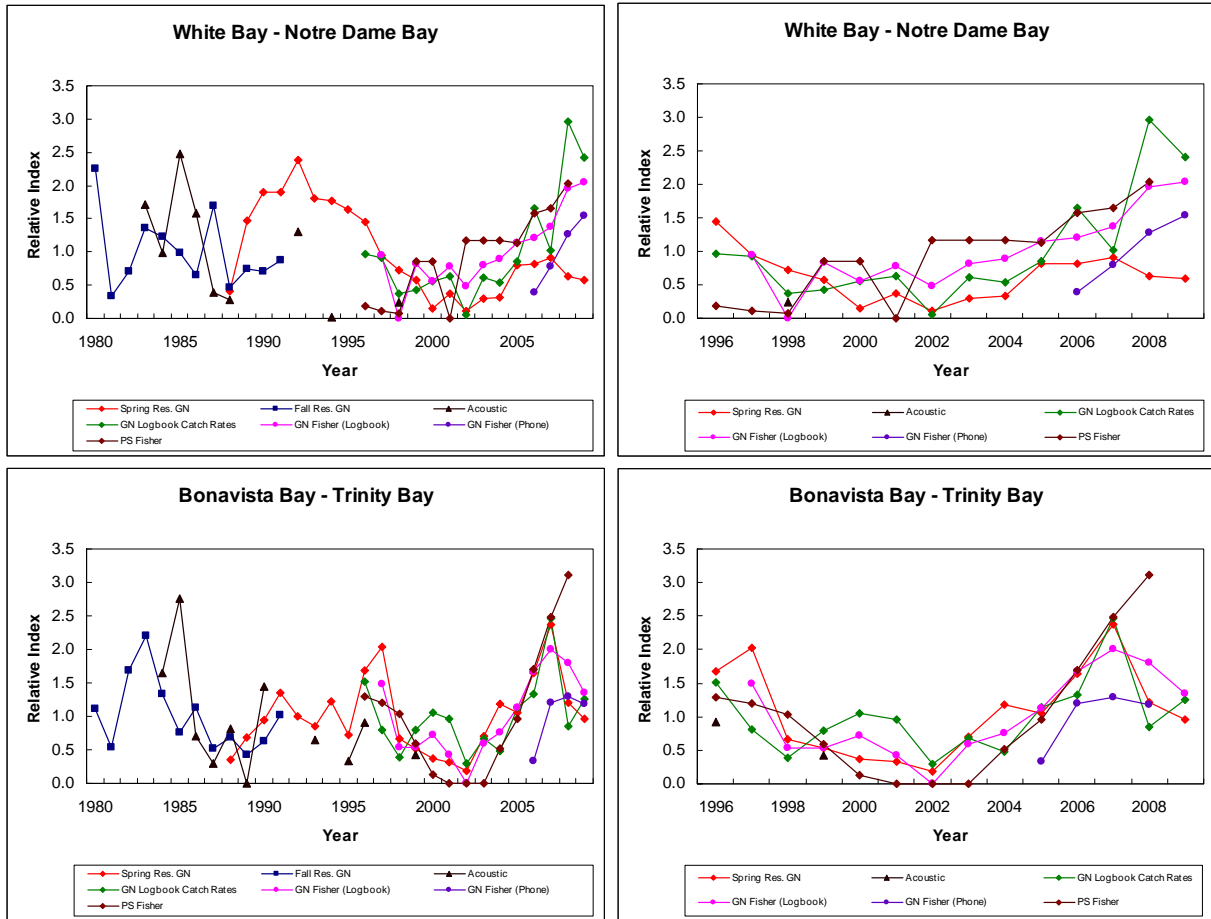 White Bay - Notre Dame Bay
3.5
3.0
2.5
2.0
1.5
1.0
0.5
0.0
Relative Index
1980 1985 1990 1995 2000 2005
Year
Spring Res. GN Fall Res. GN Acoustic
GN Logbook Catch Rates GN Fisher (Logbook) GN Fisher (Phone)
PS Fisher
White Bay - Notre Dame Bay
3.5
3.0
2.5
2.0
1.5
1.0
0.5
0.0
Relative Index
1996 1998 2000 2002 2004 2006 2008
Year
Spring Res. GN Acoustic GN Logbook Catch Rates
GN Fisher (Logbook) GN Fisher (Phone) PS Fisher
Bonavista Bay - Trinity Bay
3.5
3.0
2.5
2.0
1.5
1.0
0.5
0.0
Relative Index
1980 1985 1990 1995 2000 2005
Year
Spring Res. GN Fall Res. GN Acoustic
GN Logbook Catch Rates GN Fisher (Logbook) GN Fisher (Phone)
PS Fisher
Bonavista Bay - Trinity Bay
3.5
3.0
2.5
2.0
1.5
1.0
0.5
0.0
Relative Index
1996 1998 2000 2002 2004 2006 2008
Year
Spring Res. GN Acoustic GN Logbook Catch Rates
GN Fisher (Logbook) GN Fisher (Phone) PS Fisher